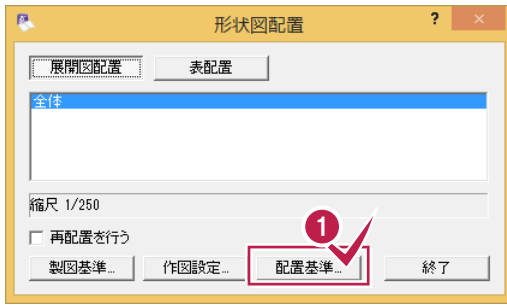 形状図配置 ? ×
展開図配置 表配置
全体
縮尺 1/250
1
再配置を行う
製図基準... 作図設定... 配置基準... 終了